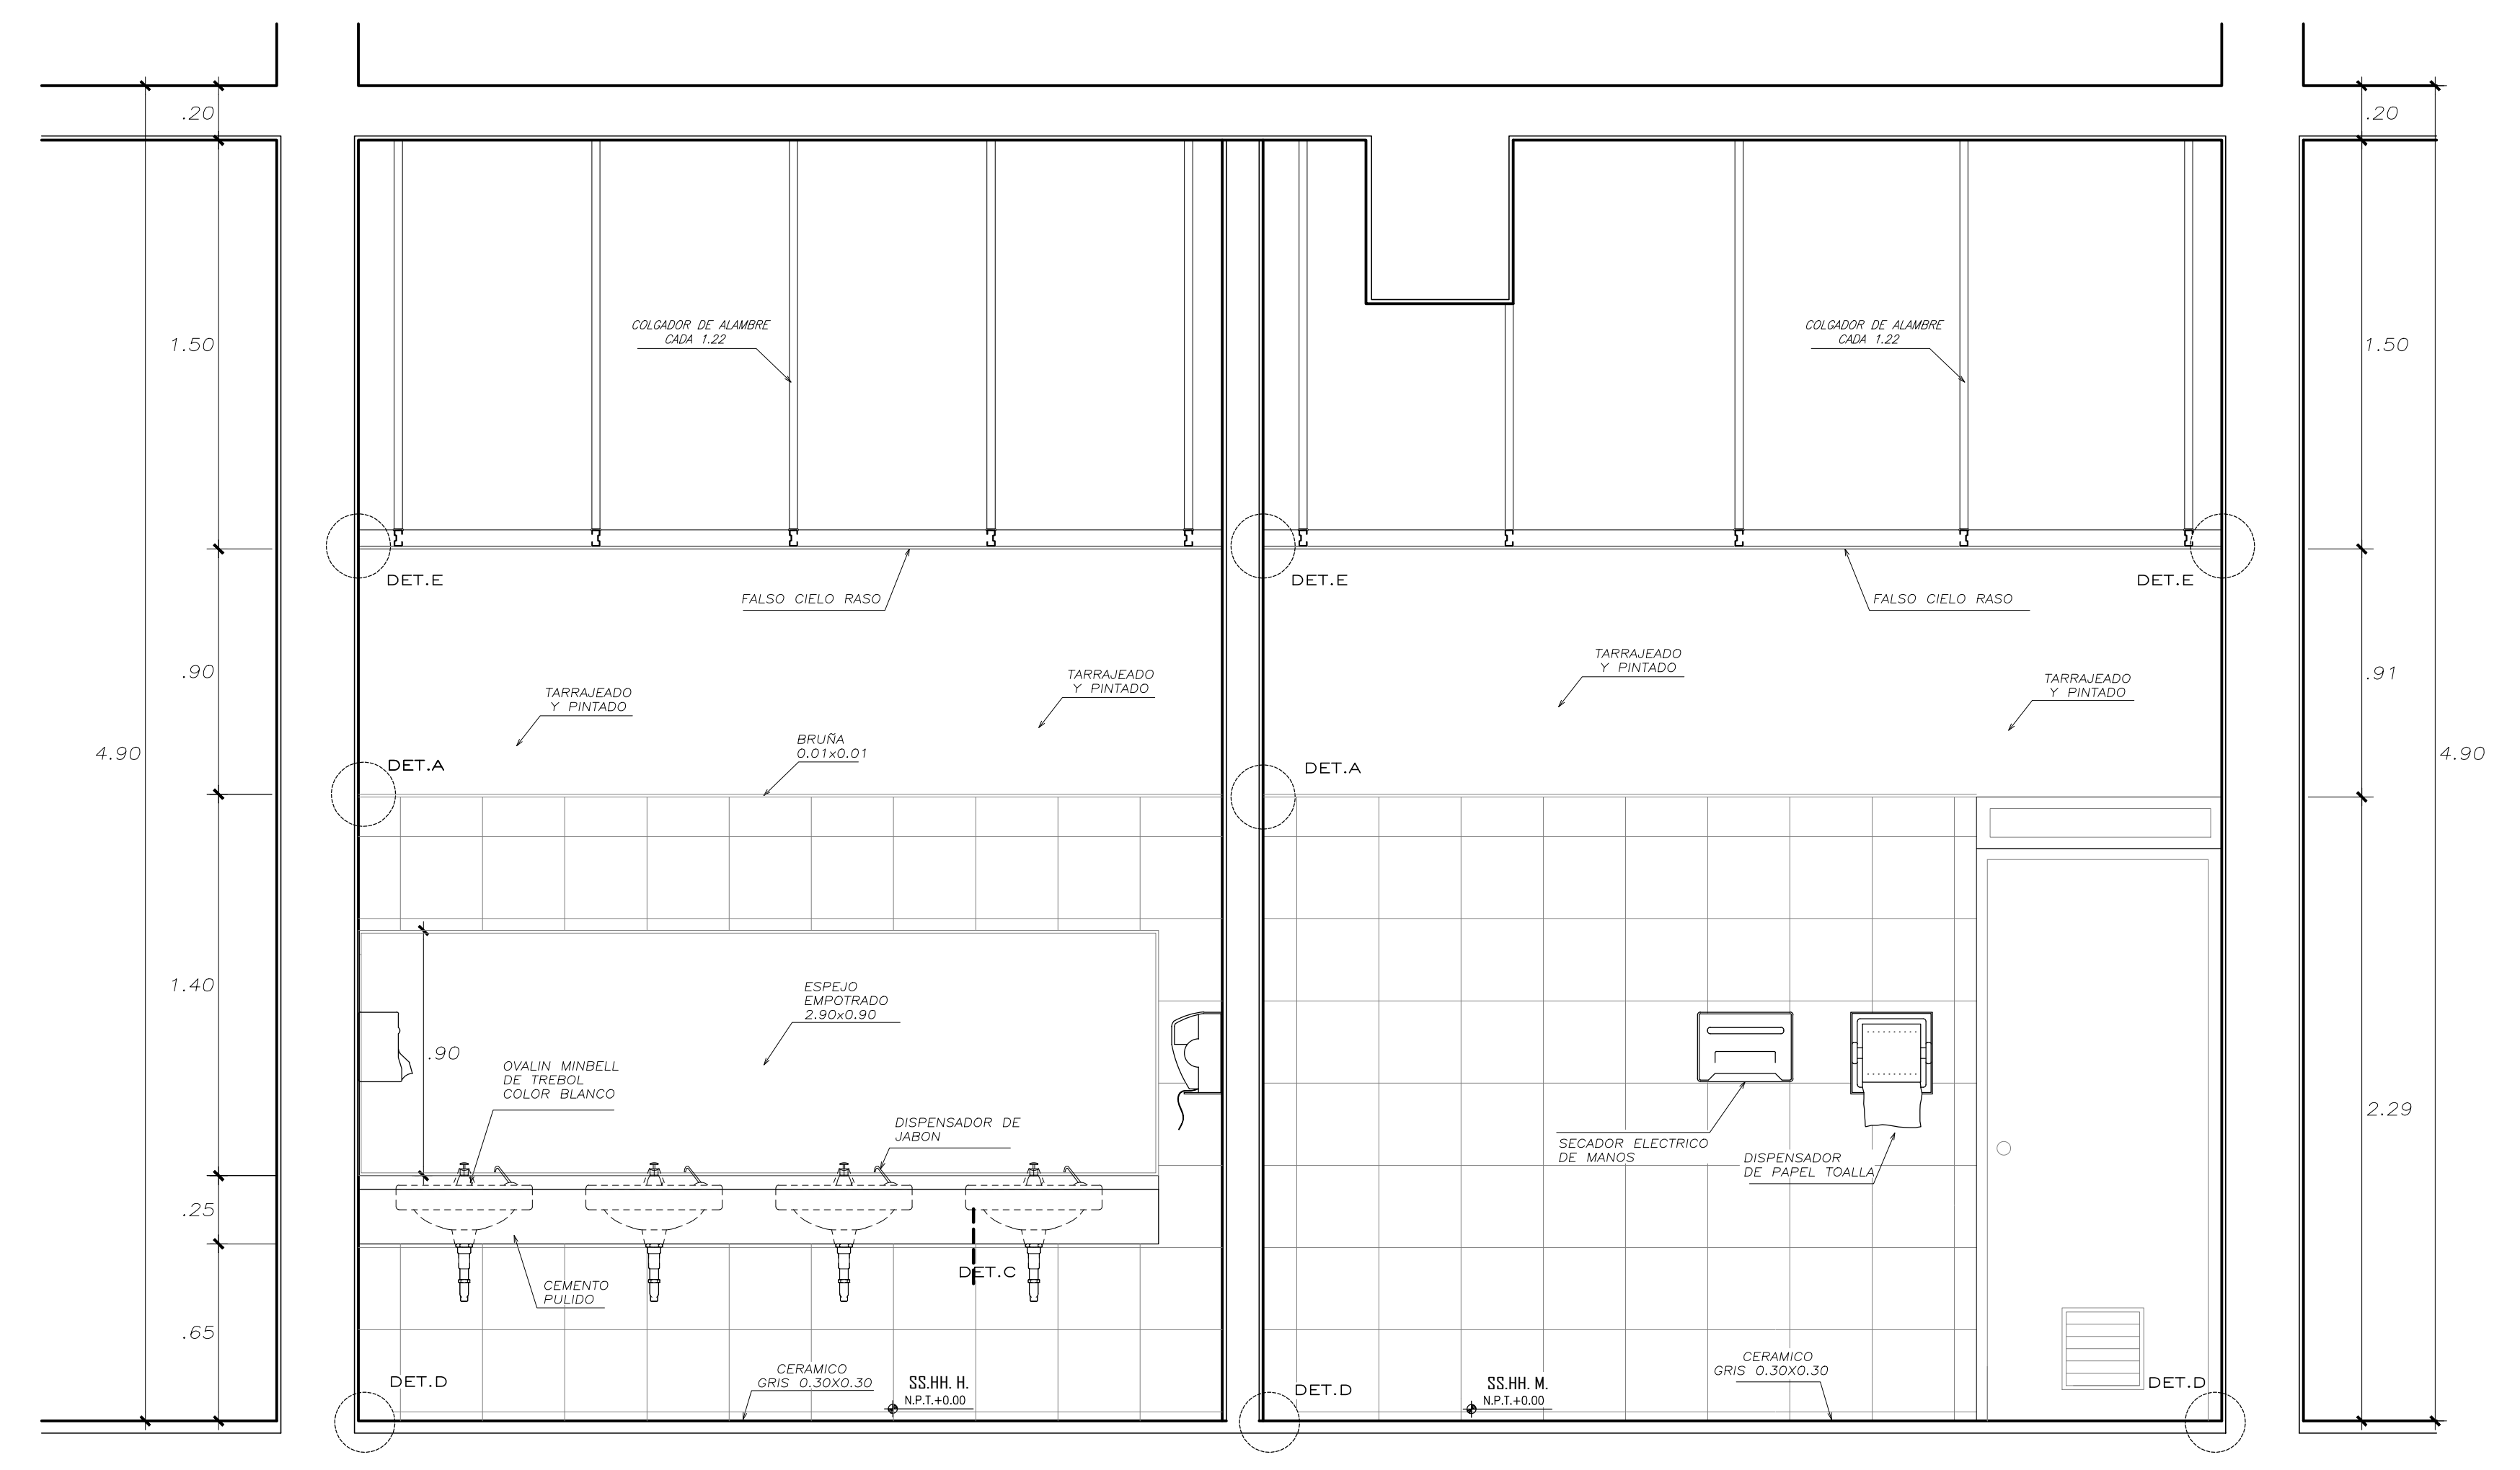 .20
.20
COLGADOR DE ALAMBRE
CADA 1.22
COLGADOR DE ALAMBRE
CADA 1.22
1.50
1.50
DET.E
DET.E
DET.E
FALSO CIELO RASO
FALSO CIELO RASO
TARRAJEADO
Y PINTADO
TARRAJEADO
Y PINTADO
TARRAJEADO
Y PINTADO
TARRAJEADO
Y PINTADO
.90
.91
4.90
4.90
BRUÑA
0.01x0.01
DET.A
DET.A
1.40
ESPEJO
EMPOTRADO
2.90x0.90
.90
OVALIN MINBELL
DE TREBOL
COLOR BLANCO
DISPENSADOR DE
JABON
SECADOR ELECTRICO
DE MANOS
DISPENSADOR
DE PAPEL TOALLA
2.29
.25
DET.C
CEMENTO
PULIDO
.65
CERAMICO
GRIS 0.30X0.30
CERAMICO
GRIS 0.30X0.30
DET.D
SS.HH. H.
N.P.T.+0.00
DET.D
SS.HH. M.
N.P.T.+0.00
DET.D